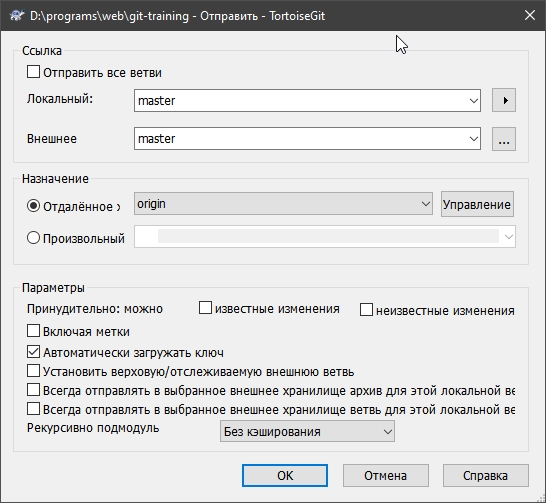 D:\programs\web\git-training - Отправить - TortoiseGit
Ссылка
Отправить все ветви
Локальный: master
Внешнее master ...
Назначение
Отдалённое х origin Управление
Произвольный
Параметры
Принудительно: можно известные изменения неизвестные изменения
Включая метки
Автоматически загружать ключ
Установить верховую/отслеживаемую внешнюю ветвь
Всегда отправлять в выбранное внешнее хранилище архив для этой локальной ве
Всегда отправлять в выбранное внешнее хранилище ветвь для этой локальной ве
Рекурсивно подмодуль Без кэширования
OK Отмена Справка